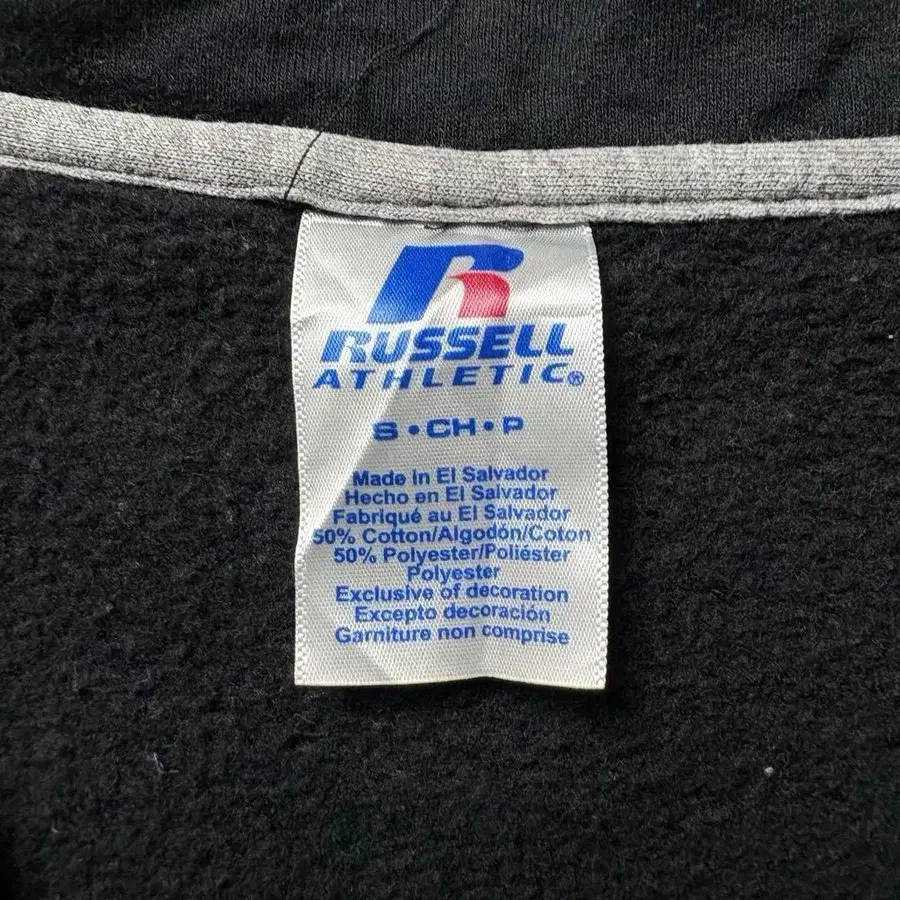 R
RUSSELL
ATHLETIC®
S • CH • P
Made in El Salvador
Hecho en El Salvador
Fabriqué au El Salvador
50% Cotton/Algodón/Coton
50% Polyester/Poliéster
Polyester
Exclusive of decoration
Excepto decoración
Garniture non comprise